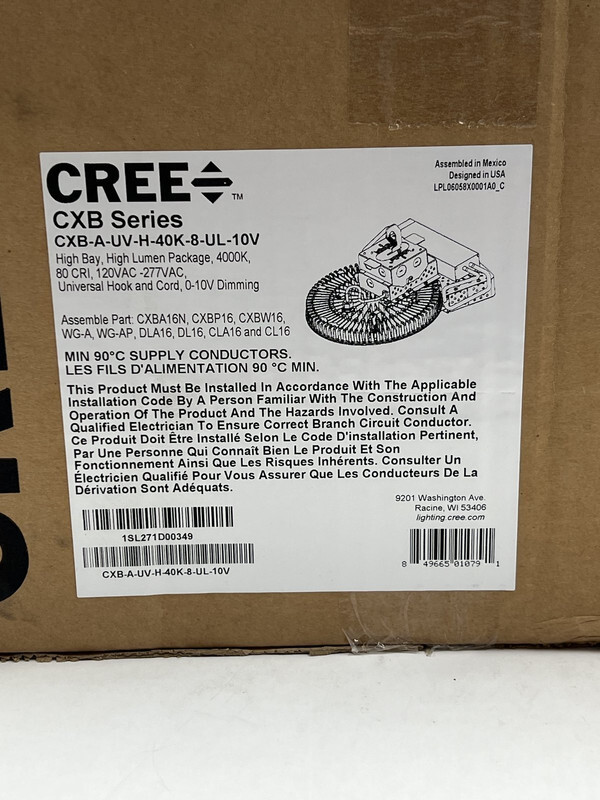 CREE
TM
Assembled in Mexico
Designed in USA
LPL06058X0001A0_C
CXB Series
CXB-A-UV-H-40K-8-UL-10V
High Bay, High Lumen Package, 4000K,
80 CRI, 120VAC -277VAC,
Universal Hook and Cord, 0-10V Dimming
Assemble Part: CXBA16N, CXBP16, CXBW16,
WG-A, WG-AP, DLA16, DL16, CLA16 and CL16
MIN 90°C SUPPLY CONDUCTORS.
LES FILS D'ALIMENTATION 90 °C MIN.
This Product Must Be Installed In Accordance With The Applicable
Installation Code By A Person Familiar With The Construction And
Operation Of The Product And The Hazards Involved. Consult A
Qualified Electrician To Ensure Correct Branch Circuit Conductor.
Ce Produit Doit Être Installé Selon Le Code D'installation Pertinent,
Par Une Personne Qui Connaît Bien Le Produit Et Son
Fonctionnement Ainsi Que Les Risques Inhérents. Consulter Un
Électricien Qualifié Pour Vous Assurer Que Les Conducteurs De La
Dérivation Sont Adéquats.
9201 Washington Ave.
Racine, WI 53406
lighting.cree.com
1SL271D00349
CXB-A-UV-H-40K-8-UL-10V
8 49665 01079 1